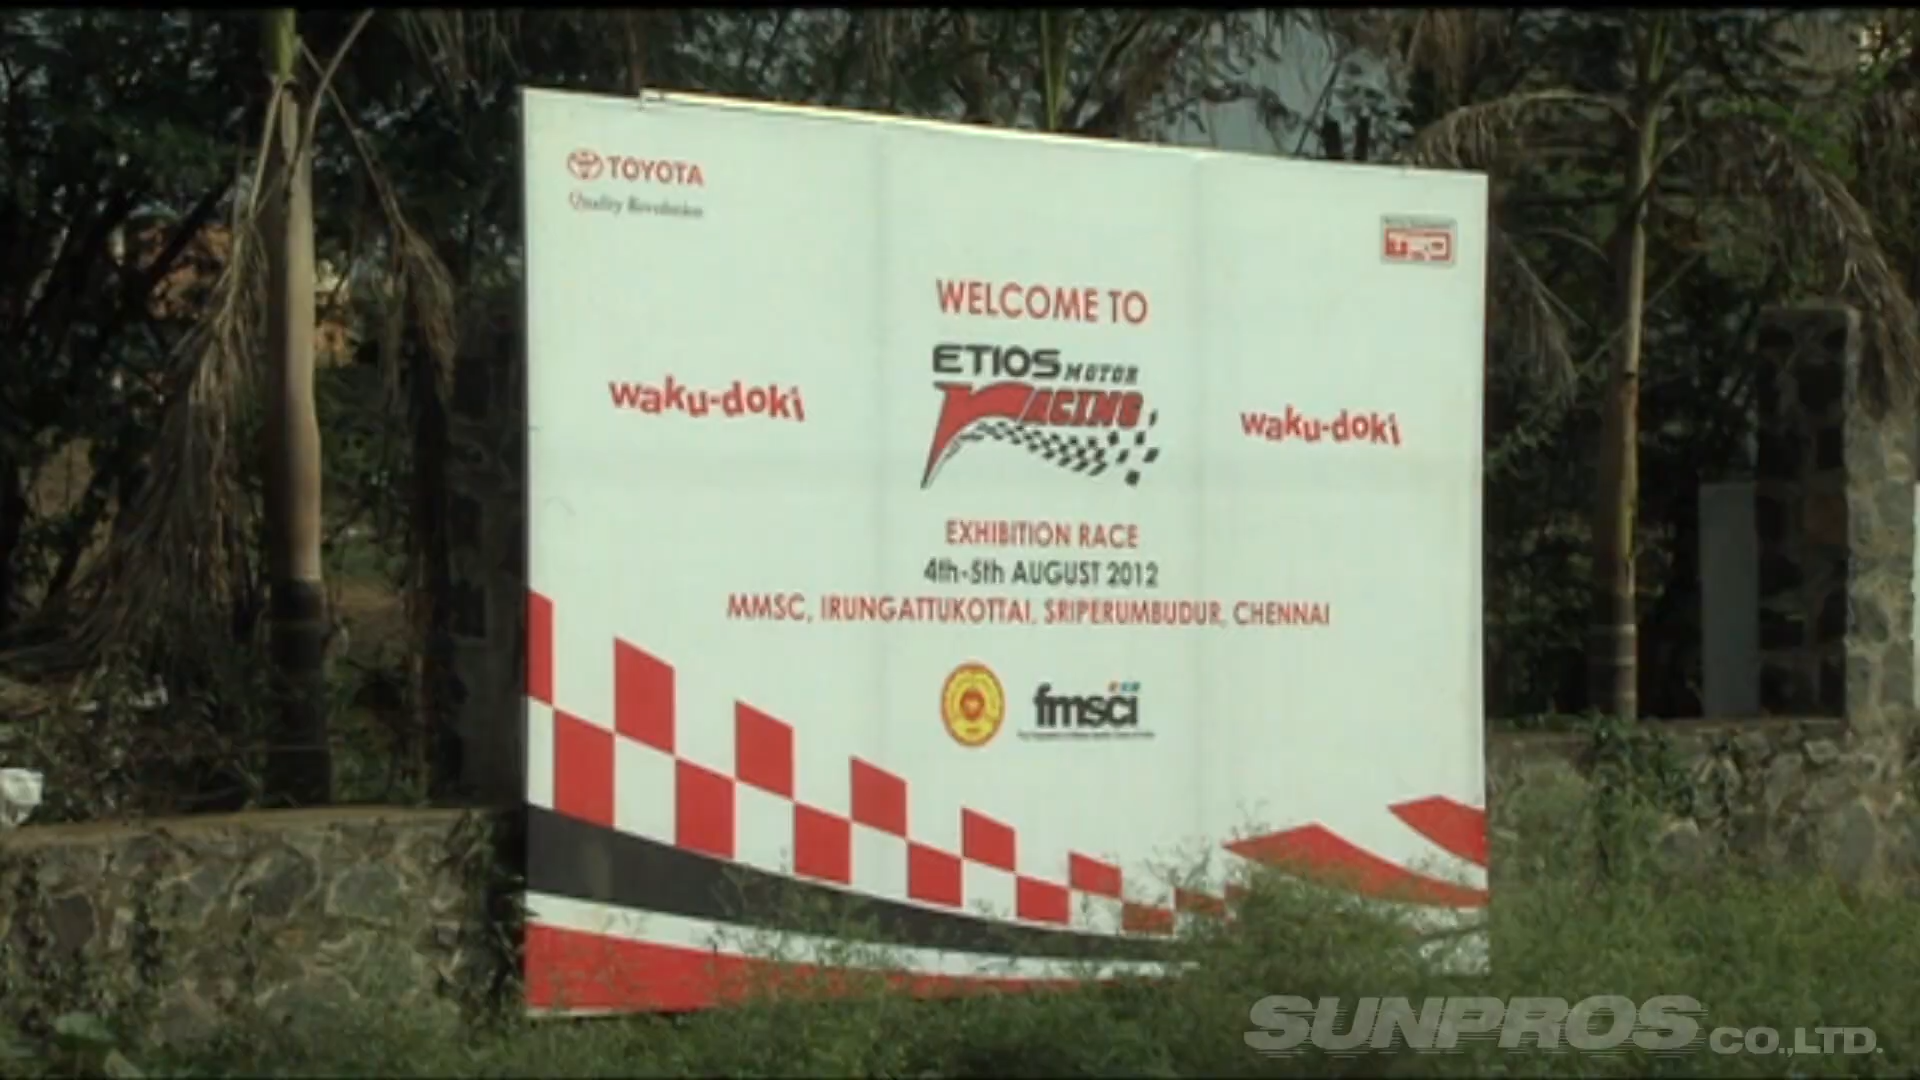 TOYOTA
Quality Revolution
WELCOME TO
ETIOS MOTOR
RACING
waku-doki
waku-doki
EXHIBITION RACE
4th-5th AUGUST 2012
MMSC, IRUNGATTUKOTTAI, SRIPERUMBUDUR, CHENNAI
fmsci
SUNPROS CO.,LTD.